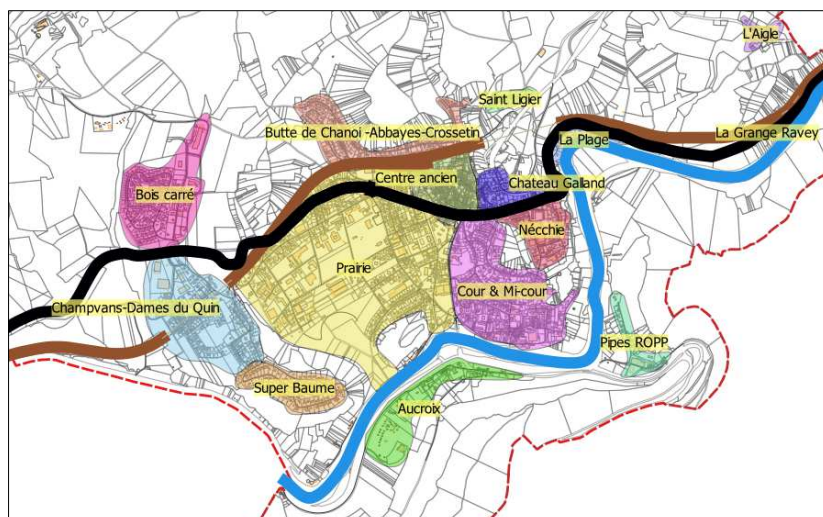 L'Aigle
Saint Ligier
Butte de Chanoi -Abbayes-Crossetin
La Plage
La Grange Ravey
Centre ancien
Chateau Galland
Bois carré
Nécchie
Prairie
Cour & Mi-cour
Champvans-Dames du Quin
Pipes ROPP
Super Baume
Aucroix